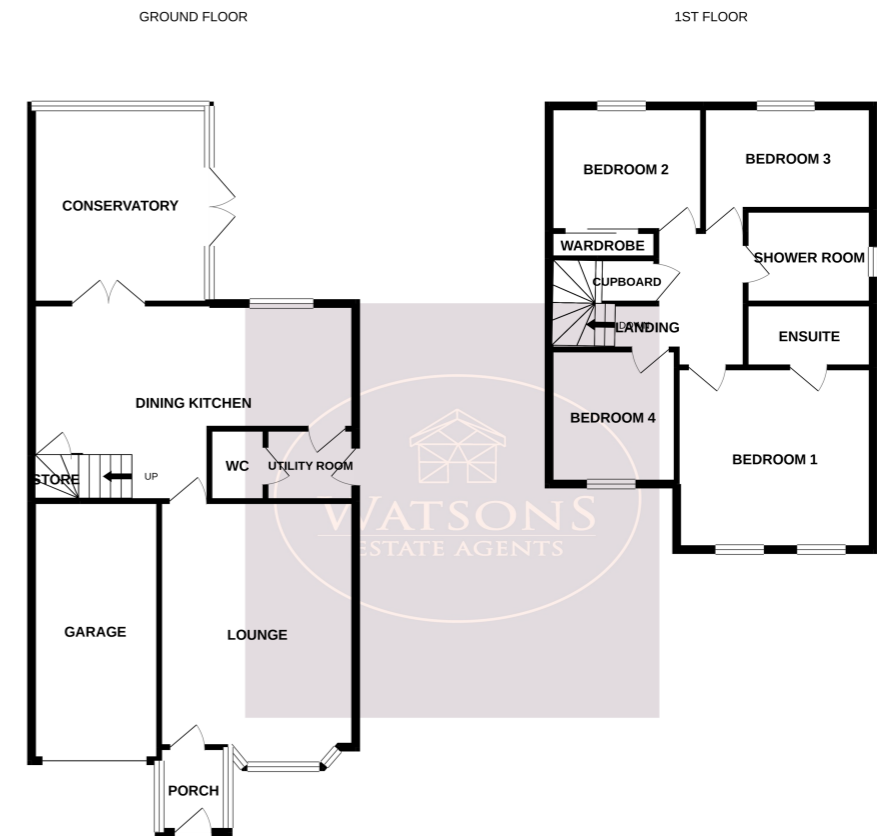 GROUND FLOOR
1ST FLOOR
CONSERVATORY
DINING KITCHEN
STORE
UP
WC
UTILITY ROOM
GARAGE
LOUNGE
PORCH
BEDROOM 2
BEDROOM 3
WARDROBE
SHOWER ROOM
CUPBOARD
DOWN
LANDING
ENSUITE
BEDROOM 4
BEDROOM 1
WATSONS
ESTATE AGENTS